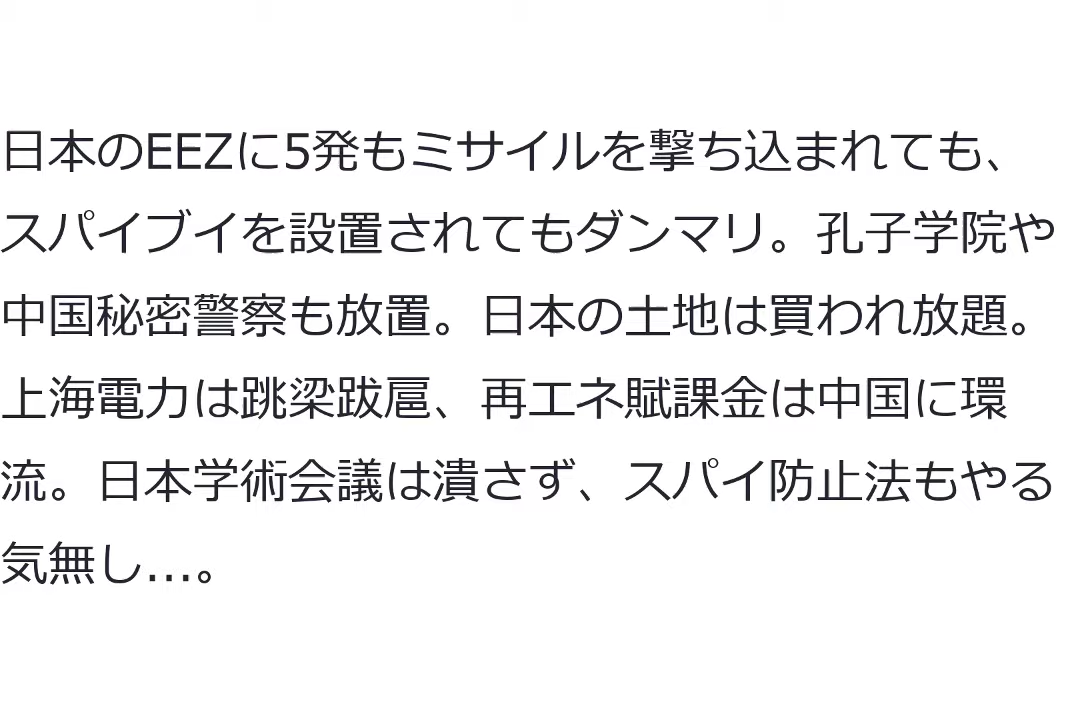 日本のEEZに5発もミサイルを撃ち込まれても、
スパイブイを設置されてもダンマリ。孔子学院や
中国秘密警察も放置。日本の土地は買われ放題。
上海電力は跳梁跋扈、再エネ賦課金は中国に環
流。日本学術会議は潰さず、スパイ防止法もやる
気無し…。